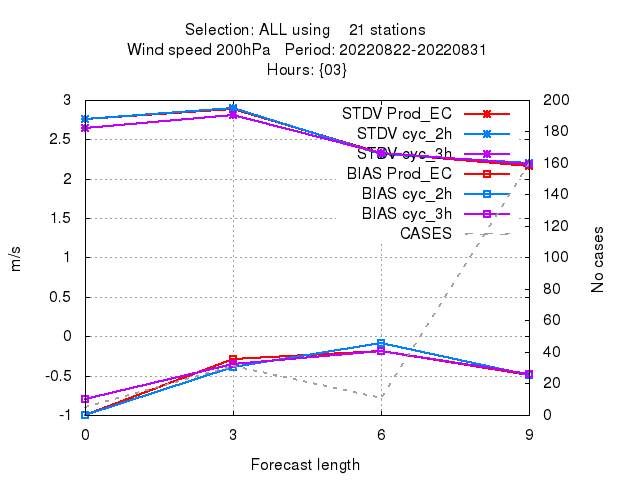 Selection: ALL using 21 stations
Wind speed 200hPa Period: 20220822-20220831
Hours: {03}
3
2.5
2
1.5
1
0.5
0
-0.5
-1
200
180
160
140
120
100
80
60
40
20
0
STDV Prod_EC
STDV cyc_2h
STDV cyc_3h
BIAS Prod_EC
BIAS cyc_2h
BIAS cyc_3h
CASES
m/s
No cases
0 3 6 9
Forecast length